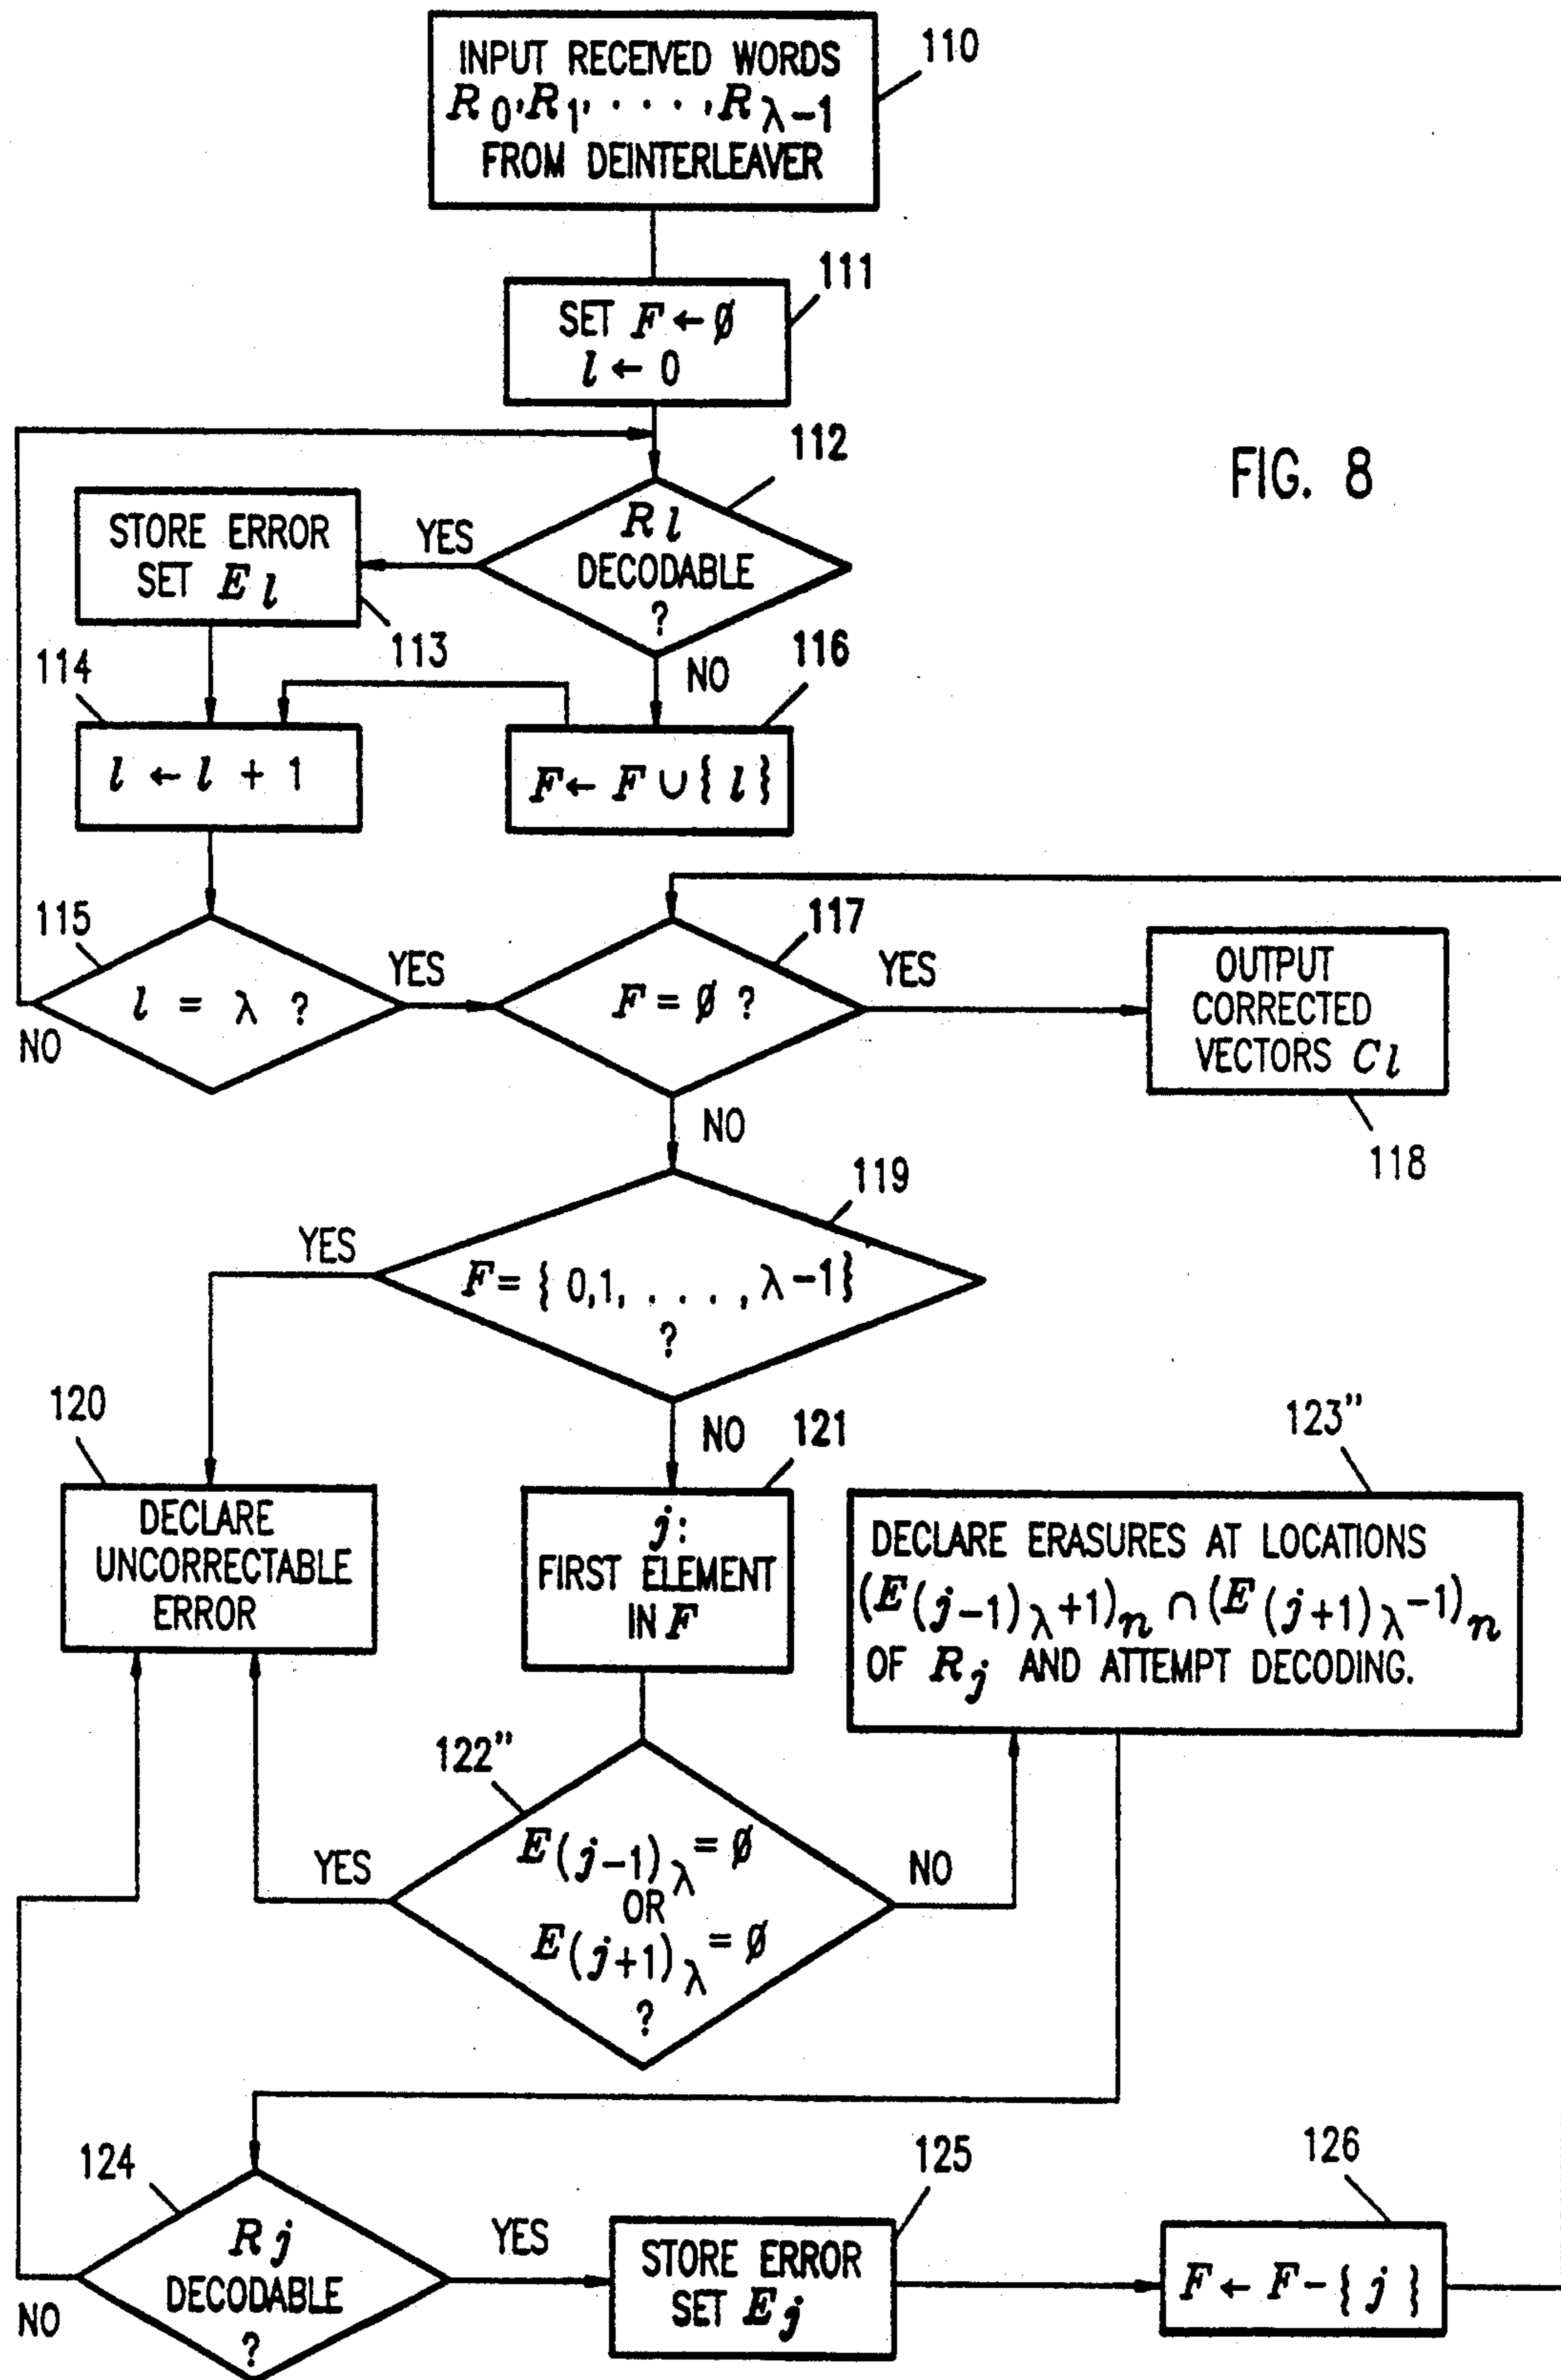 INPUT RECEIVED WORDS
R0, R1, . . . . , Rλ−1
FROM DEINTERLEAVER
110
SET F ← ∅
l ← 0
111
FIG. 8
112
Rl
DECODABLE
?
YES
NO
STORE ERROR
SET El
113
114
l ← l + 1
116
F ← F ∪ { l }
115
l = λ ?
YES
NO
117
F = ∅ ?
YES
NO
OUTPUT
CORRECTED
VECTORS Cl
118
119
F = { 0,1, . . . . , λ−1}
?
YES
NO
120
DECLARE
UNCORRECTABLE
ERROR
121
j:
FIRST ELEMENT
IN F
123"
DECLARE ERASURES AT LOCATIONS
(E(j−1)λ+1)n ∩ (E(j+1)λ−1)n
OF Rj AND ATTEMPT DECODING.
122"
E(j−1)λ = ∅
OR
E(j+1)λ = ∅
?
YES
NO
124
Rj
DECODABLE
?
YES
NO
125
STORE ERROR
SET Ej
126
F ← F − { j }